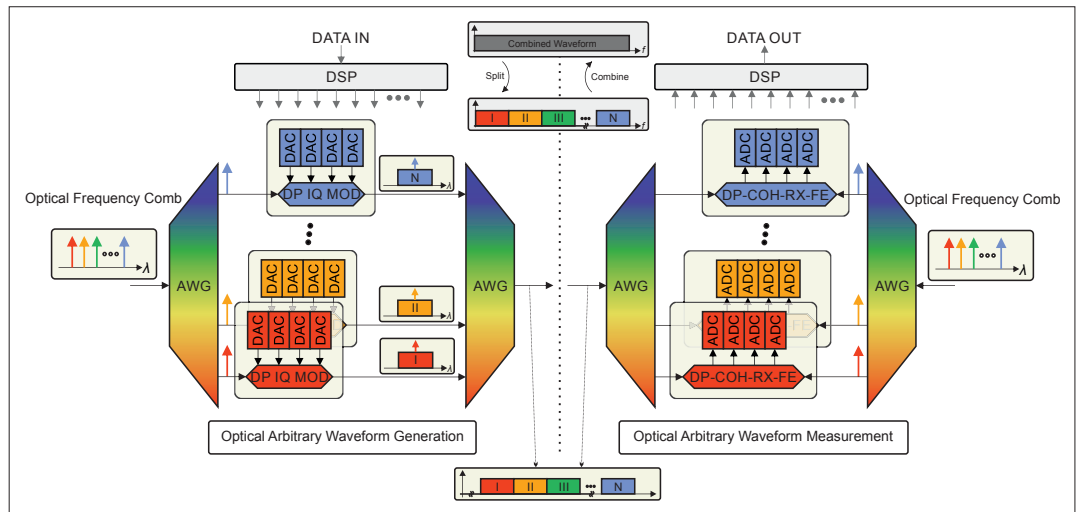 DATA IN
DSP
Combined Waveform
f
Split
Combine
I II III N
f
DATA OUT
DSP
DAC DAC DAC DAC
DP IQ MOD
N
λ
ADC ADC ADC ADC
DP-COH-RX-FE
Optical Frequency Comb
λ
AWG
DAC DAC DAC DAC
II
λ
DAC DAC DAC DAC
DP IQ MOD
I
λ
AWG
AWG
ADC ADC ADC ADC
FE
ADC ADC ADC ADC
DP-COH-RX-FE
AWG
Optical Frequency Comb
λ
Optical Arbitrary Waveform Generation
Optical Arbitrary Waveform Measurement
I II III N
λ